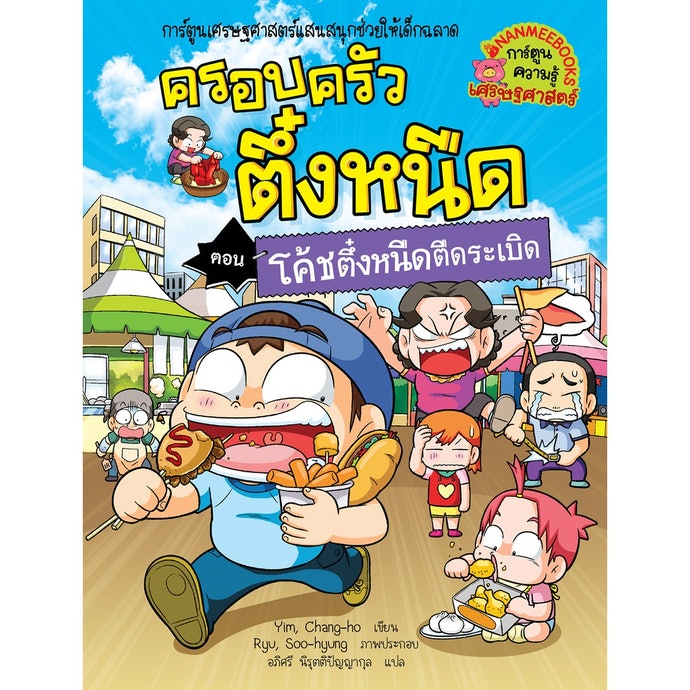 การ์ตูนเศรษฐศาสตร์แสนสนุกช่วยให้เด็กฉลาด
NANMEEBOOKS
การ์ตูน
ความรู้
เศรษฐศาสตร์
ครอบครัว
ตึ๋งหนืด
ตอน
โค้ชตึ๋งหนืดตืดระเบิด
Yim, Chang-ho เขียน
Ryu, Soo-hyung ภาพประกอบ
อภิศรี นิรุตติปัญญากุล แปล